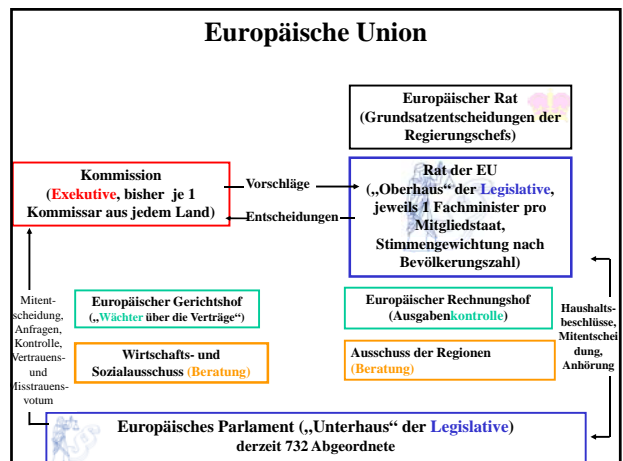 Europäische Union
Europäischer Rat
(Grundsatzentscheidungen der
Regierungschefs)
Kommission
(Exekutive, bisher je 1
Kommissar aus jedem Land)
Vorschläge
Entscheidungen
Rat der EU
(„Oberhaus“ der Legislative,
jeweils 1 Fachminister pro
Mitgliedstaat,
Stimmengewichtung nach
Bevölkerungszahl)
Mitent-
scheidung,
Anfragen,
Kontrolle,
Vertrauens-
und
Misstrauens-
votum
Europäischer Gerichtshof
(„Wächter über die Verträge“)
Europäischer Rechnungshof
(Ausgabenkontrolle)
Haushalts-
beschlüsse,
Mitentschei
dung,
Anhörung
Wirtschafts- und
Sozialausschuss (Beratung)
Ausschuss der Regionen
(Beratung)
Europäisches Parlament („Unterhaus“ der Legislative)
derzeit 732 Abgeordnete